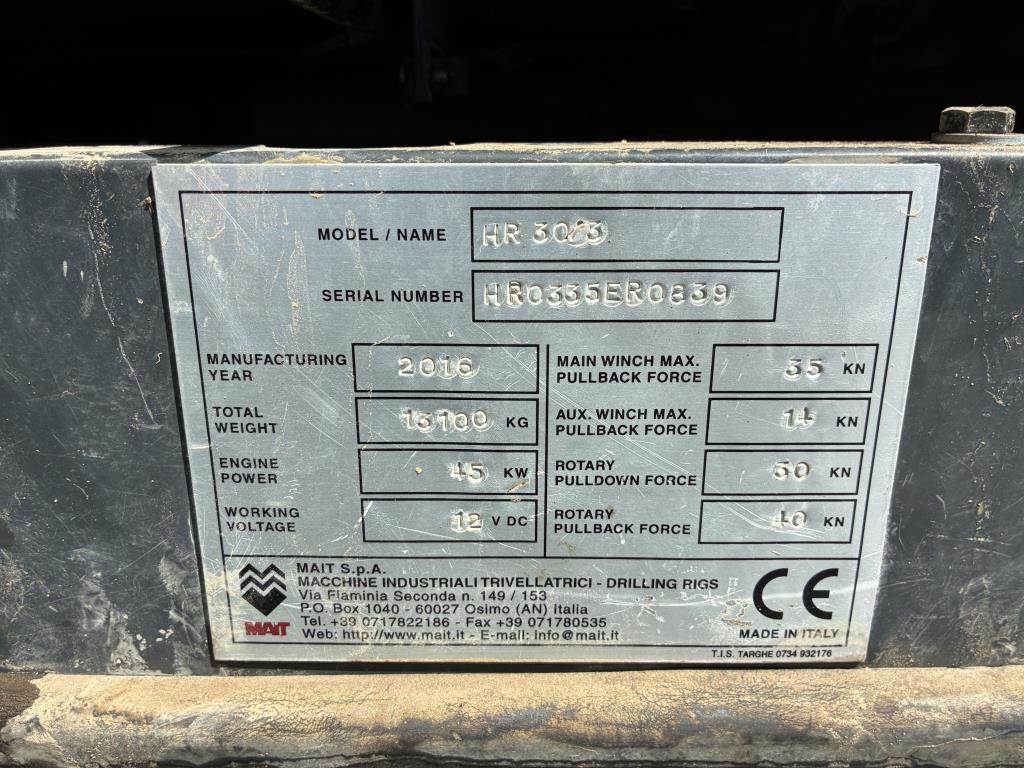 MODEL / NAME HR 30/3
SERIAL NUMBER HR0335ER0839
MANUFACTURING YEAR 2016
TOTAL WEIGHT 13100 KG
ENGINE POWER 45 KW
WORKING VOLTAGE 12 V DC
MAIN WINCH MAX. PULLBACK FORCE 35 KN
AUX. WINCH MAX. PULLBACK FORCE 14 KN
ROTARY PULLDOWN FORCE 30 KN
ROTARY PULLBACK FORCE 40 KN
MAIT
MAIT S.p.A.
MACCHINE INDUSTRIALI TRIVELLATRICI - DRILLING RIGS
Via Flaminia Seconda n. 149 / 153
P.O. Box 1040 - 60027 Osimo (AN) italia
Tel. +39 0717822186 - Fax +39 071780535
Web: http://www.mait.it - E-mail: info@mait.it
CE
MADE IN ITALY
T.I.S. TARGHE 0734 932176